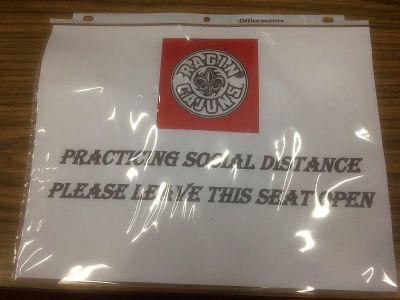 Office DEPOT
RAGIN'
CAJUNS
PRACTICING SOCIAL DISTANCE
PLEASE LEAVE THIS SEAT OPEN